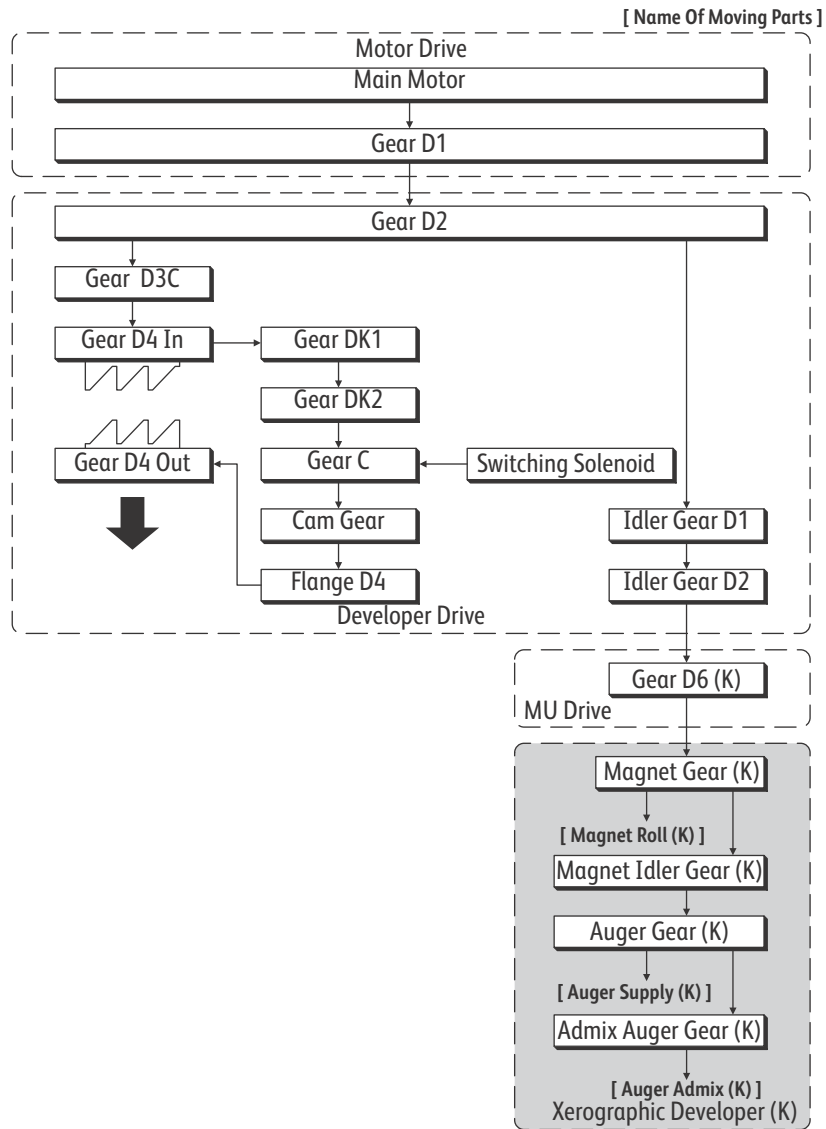 [ Name Of Moving Parts ]
Motor Drive
Main Motor
Gear D1
Gear D2
Gear D3C
Gear D4 In
Gear DK1
Gear DK2
Gear D4 Out
Gear C
Switching Solenoid
Cam Gear
Idler Gear D1
Flange D4
Idler Gear D2
Developer Drive
Gear D6 (K)
MU Drive
Magnet Gear (K)
[ Magnet Roll (K) ]
Magnet Idler Gear (K)
Auger Gear (K)
[ Auger Supply (K) ]
Admix Auger Gear (K)
[ Auger Admix (K) ]
Xerographic Developer (K)